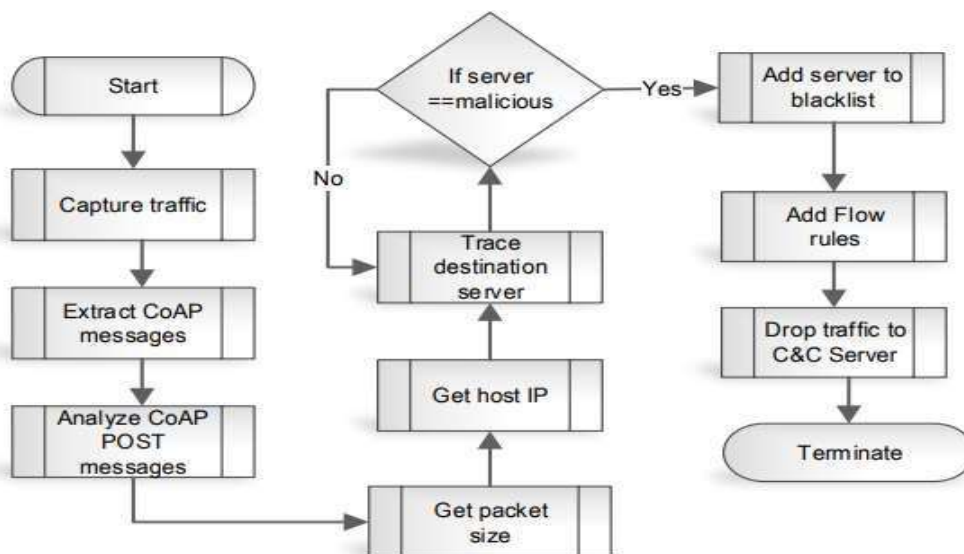 Start
Capture traffic
Extract CoAP
messages
Analyze CoAP
POST
messages
Get packet
size
Get host IP
Trace
destination
server
If server
==malicious
No
Yes
Add server to
blacklist
Add Flow
rules
Drop traffic to
C&C Server
Terminate